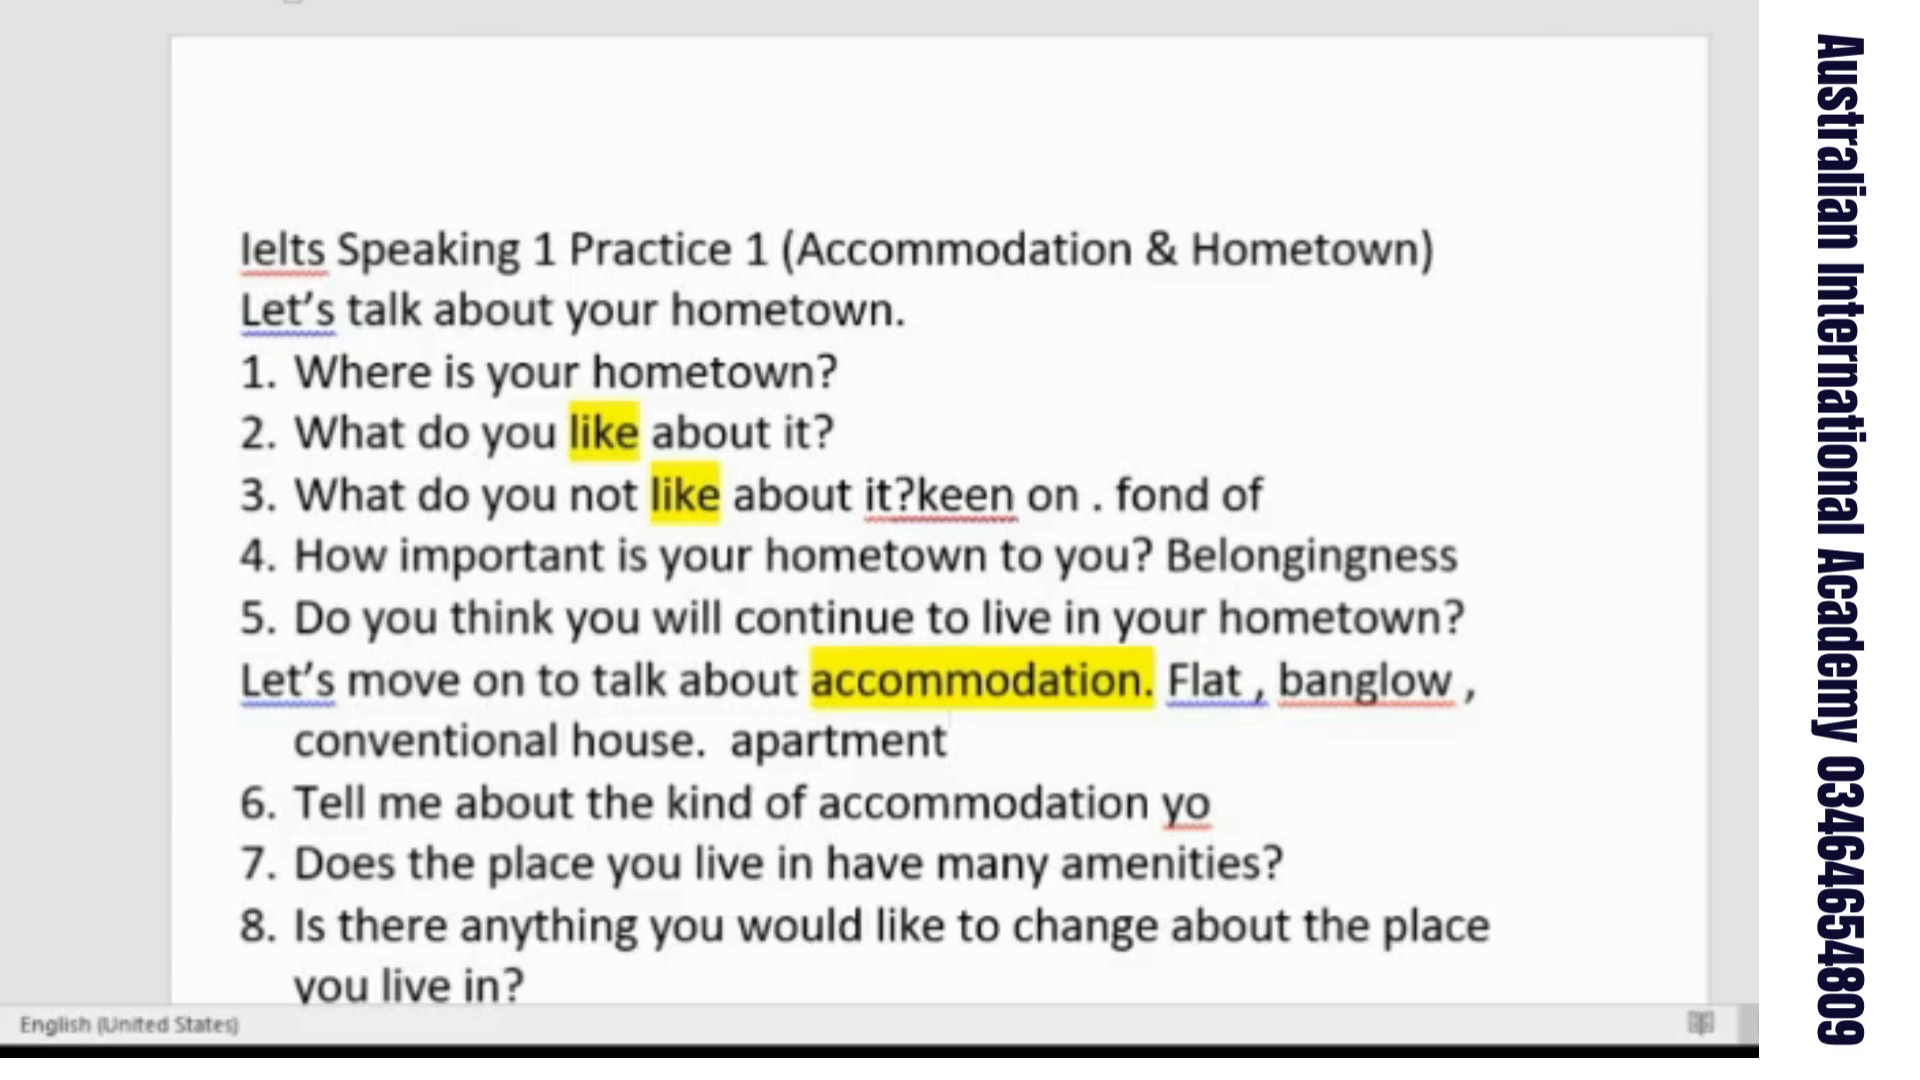 Ielts Speaking 1 Practice 1 (Accommodation & Hometown)
Let's talk about your hometown.
1. Where is your hometown?
2. What do you like about it?
3. What do you not like about it?keen on . fond of
4. How important is your hometown to you? Belongingness
5. Do you think you will continue to live in your hometown?
Let's move on to talk about accommodation. Flat , banglow ,
conventional house.  apartment
6. Tell me about the kind of accommodation yo
7. Does the place you live in have many amenities?
8. Is there anything you would like to change about the place
you live in?
English (United States)
Australian International Academy 03464654809